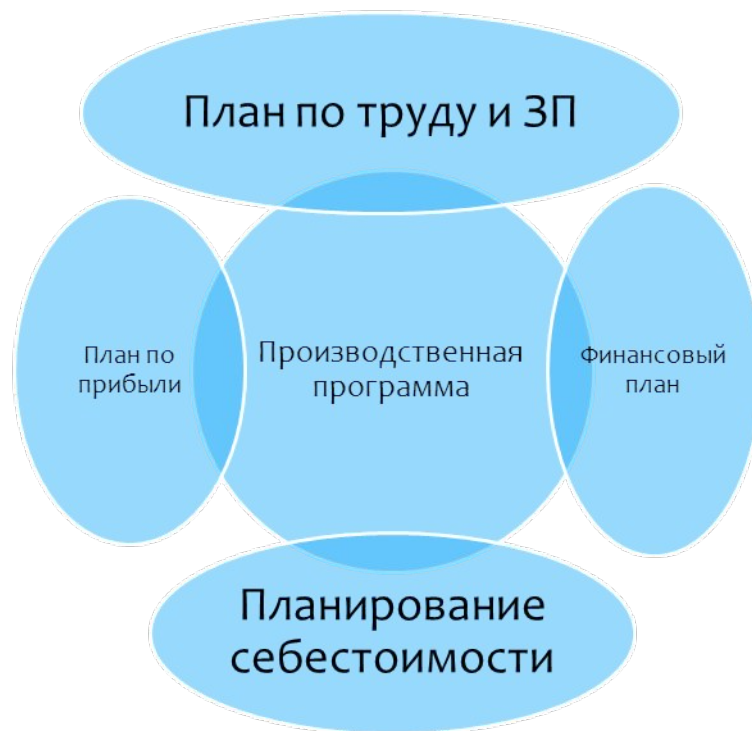 План по труду и ЗП
План по
прибыли
Производственная
программа
Финансовый
план
Планирование
себестоимости